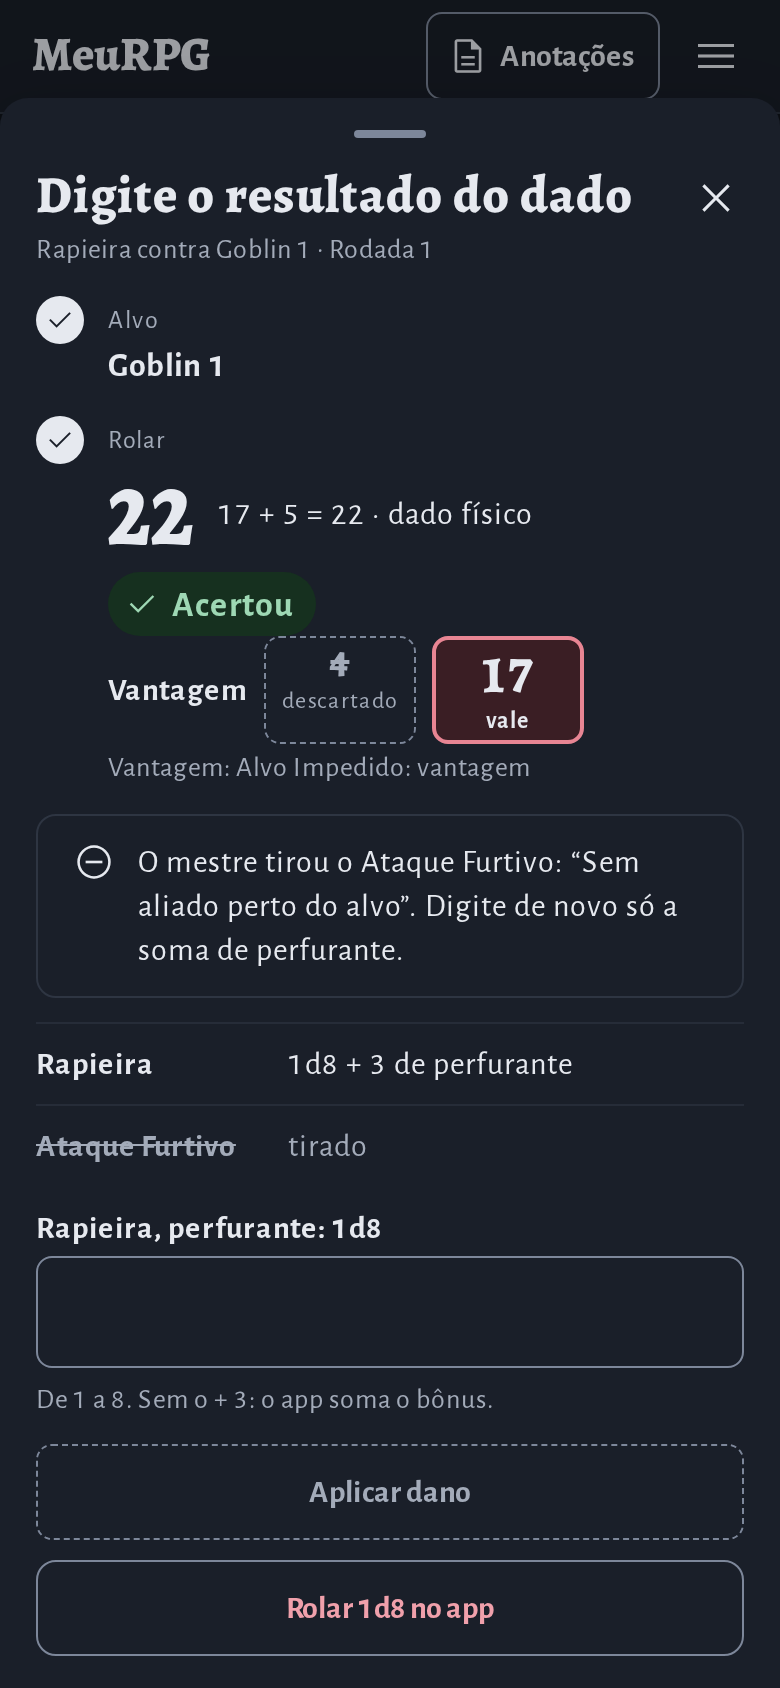 MeuRPG
Anotações
Digite o resultado do dado
Rapieira contra Goblin 1 · Rodada 1
Alvo
Goblin 1
Rolar
22 17 + 5 = 22 · dado físico
Acertou
Vantagem
4
descartado
17
vale
Vantagem: Alvo Impedido: vantagem
O mestre tirou o Ataque Furtivo: “Sem
aliado perto do alvo”. Digite de novo só a
soma de perfurante.
Rapieira 1d8 + 3 de perfurante
Ataque Furtivo tirado
Rapieira, perfurante: 1d8
De 1 a 8. Sem o + 3: o app soma o bônus.
Aplicar dano
Rolar 1d8 no app